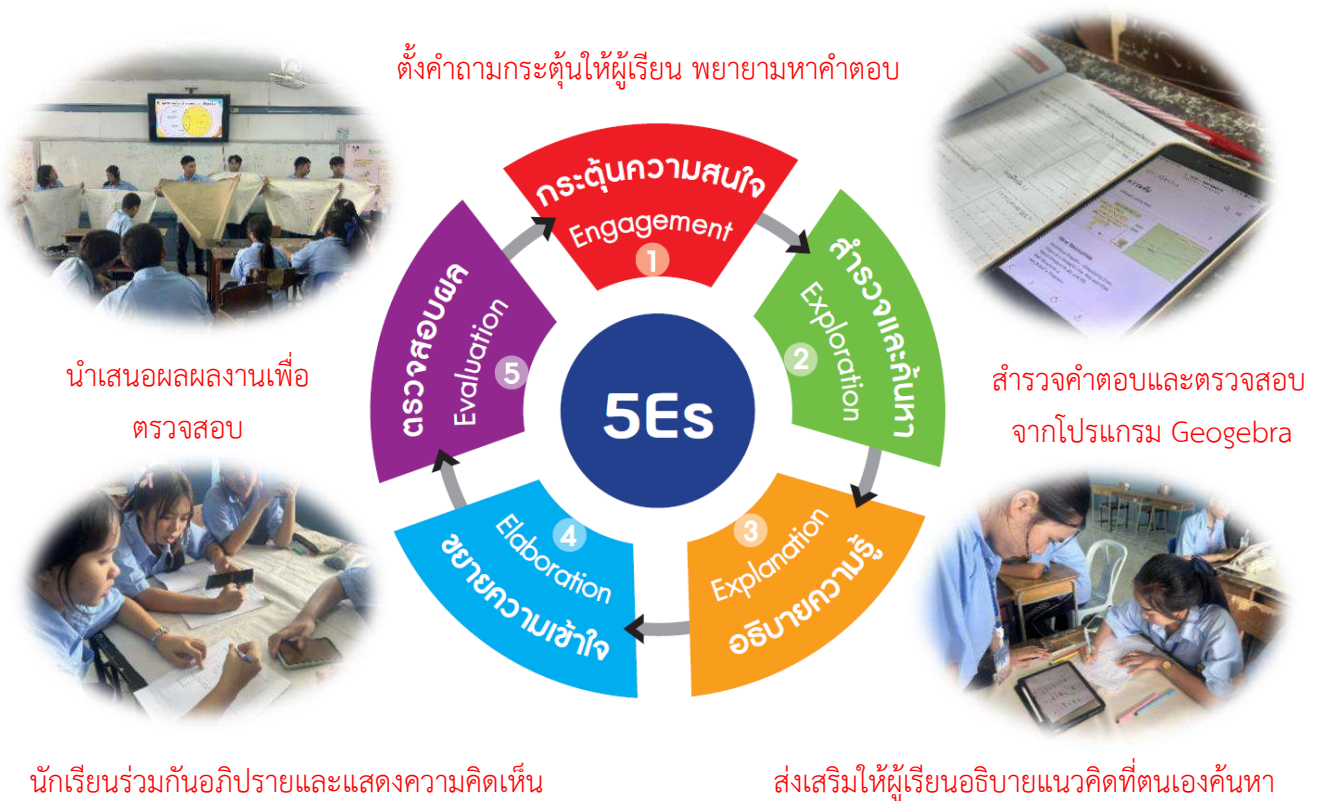 ตั้งคำถามกระตุ้นให้ผู้เรียน พยายามหาคำตอบ
กระตุ้นความสนใจ
Engagement
1
สำรวจและค้นหา
Exploration
2
สำรวจคำตอบและตรวจสอบ
จากโปรแกรม Geogebra
5Es
3
Explanation
อธิบายความรู้
ส่งเสริมให้ผู้เรียนอธิบายแนวคิดที่ตนเองค้นหา
4
Elaboration
ขยายความเข้าใจ
นักเรียนร่วมกันอภิปรายและแสดงความคิดเห็น
ตรวจสอบผล
Evaluation
5
นำเสนอผลผลงานเพื่อ
ตรวจสอบ